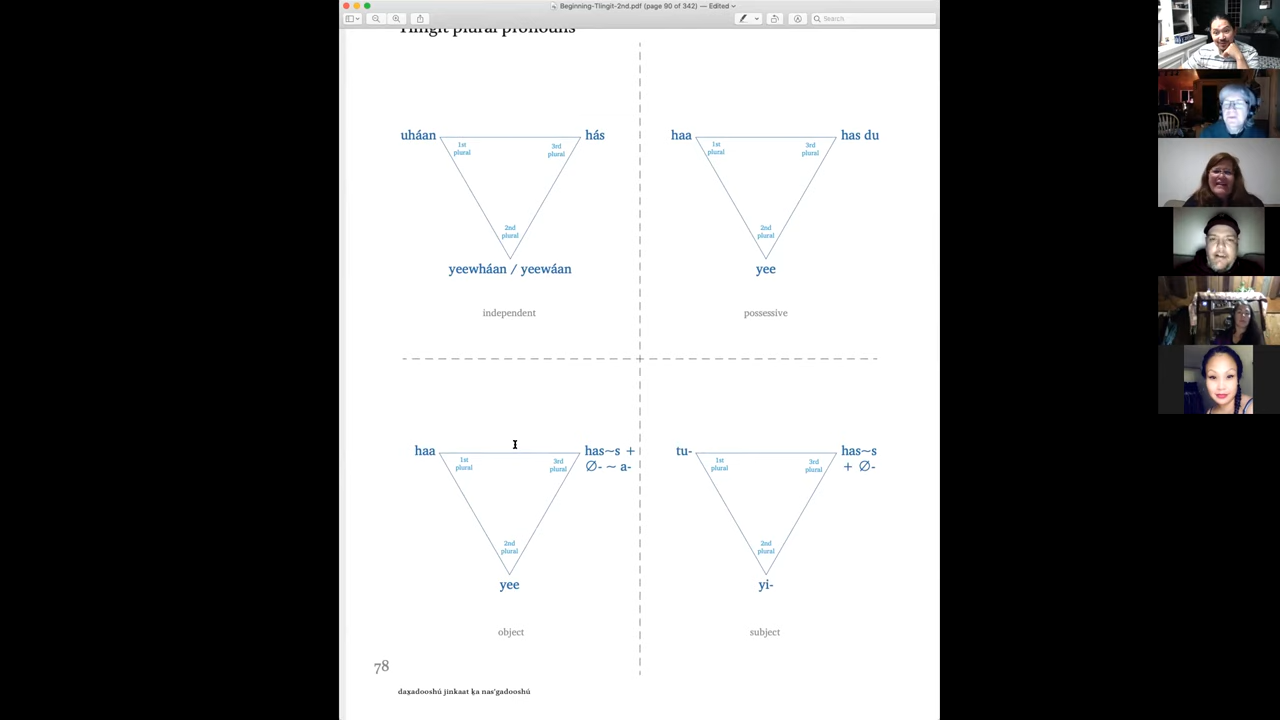 Beginning-Tlingit-2nd.pdf (page 90 of 342) — Edited
Search
Tlingit plural pronouns
uháan
hás
1st
plural
3rd
plural
2nd
plural
yeewháan / yeewáan
independent
haa
has du
1st
plural
3rd
plural
2nd
plural
yee
possessive
haa
has~s +
∅- ~ a-
1st
plural
3rd
plural
2nd
plural
yee
object
tu-
has~s
+ ∅-
1st
plural
3rd
plural
2nd
plural
yi-
subject
78
dax̱adooshú jinkaat ḵa nas'gadooshú